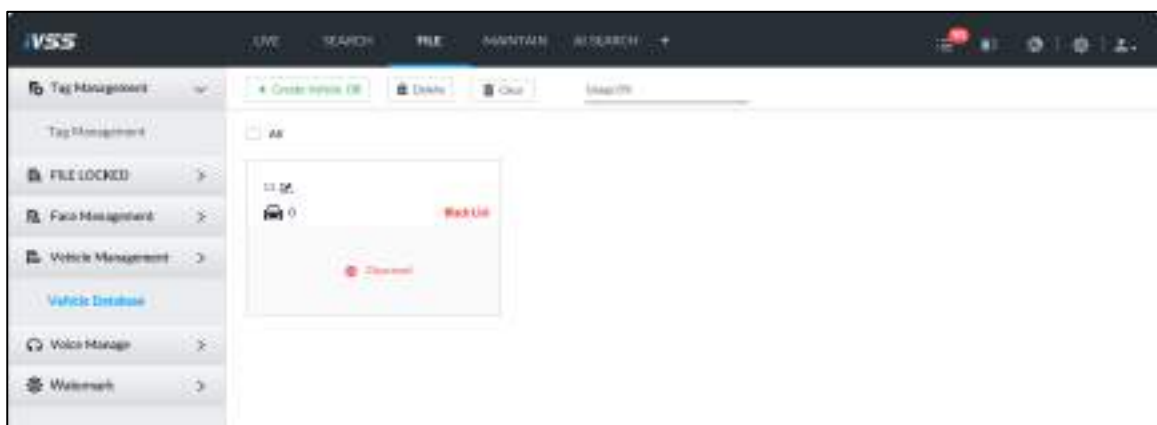 iVSS
LIVE SEARCH FILE MAINTAIN AI SEARCH +
Tag Management
+ Create Vehicle DB Delete Clear
Tag Management
All
FILE LOCKED
11
Face Management
0 Black List
Vehicle Management
Vehicle Database
Voice Manage
Watermark